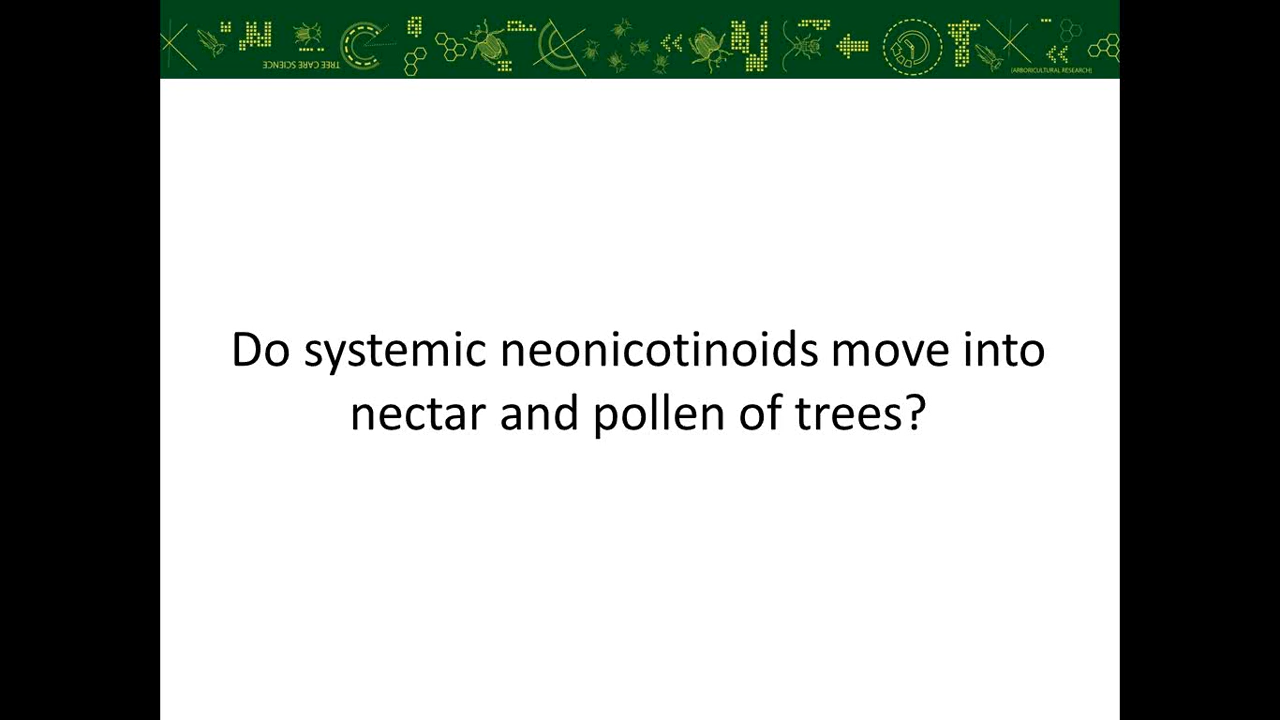 TREE CARE SCIENCE
(ARBORICULTURAL RESEARCH)
Do systemic neonicotinoids move into
nectar and pollen of trees?